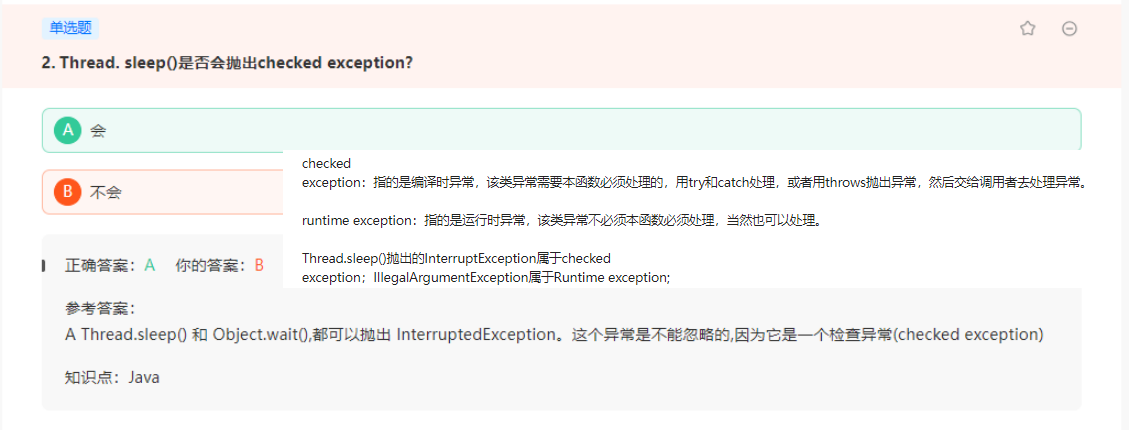 单选题
2. Thread. sleep()是否会抛出checked exception?
A 会
B 不会
checked
exception：指的是编译时异常，该类异常需要本函数必须处理的，用try和catch处理，或者用throws抛出异常，然后交给调用者去处理异常。
runtime exception：指的是运行时异常，该类异常不必须本函数必须处理，当然也可以处理。
Thread.sleep()抛出的InterruptException属于checked
exception；IllegalArgumentException属于Runtime exception;
正确答案：A 你的答案：B
参考答案：
A Thread.sleep() 和 Object.wait(),都可以抛出 InterruptedException。这个异常是不能忽略的,因为它是一个检查异常(checked exception)
知识点：Java